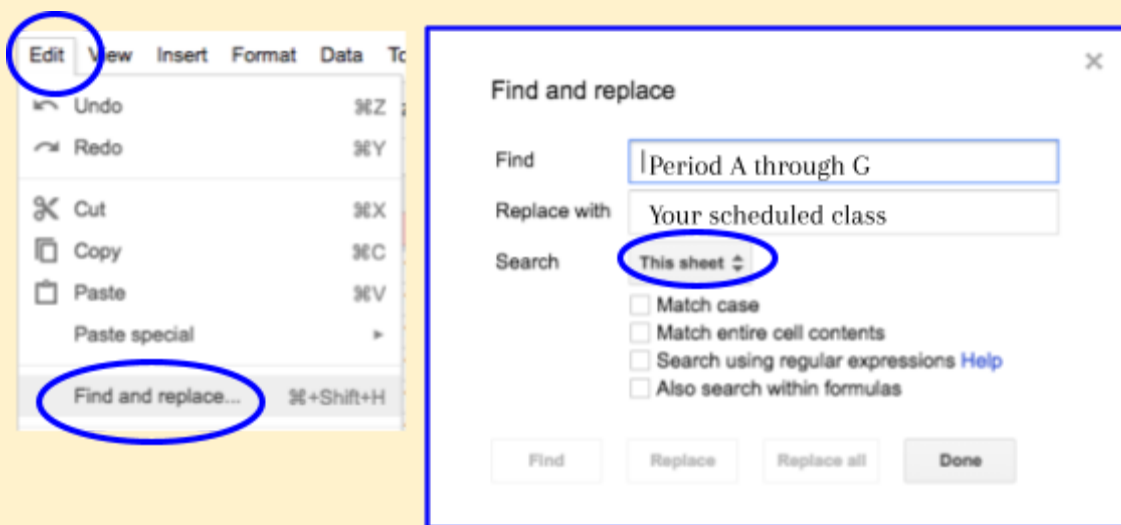 Edit View Insert Format Data To
Undo ⌘Z
Redo ⌘Y
Cut ⌘X
Copy ⌘C
Paste ⌘V
Paste special
Find and replace... ⌘+Shift+H
Find and replace
Find Period A through G
Replace with Your scheduled class
Search This sheet
Match case
Match entire cell contents
Search using regular expressions Help
Also search within formulas
Find Replace Replace all Done